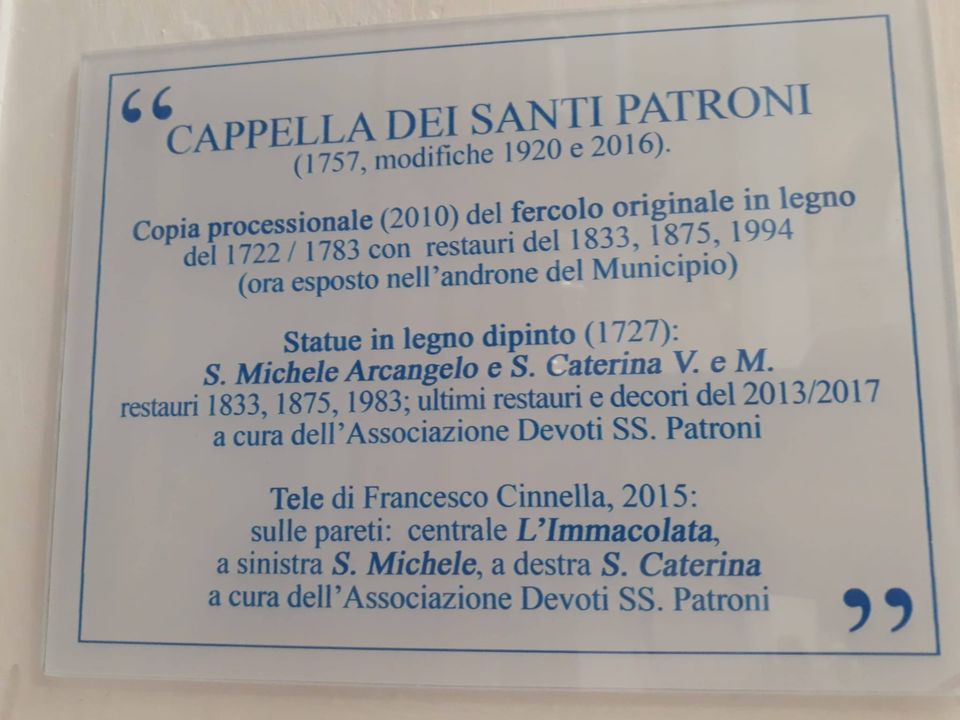 “
CAPPELLA DEI SANTI PATRONI
(1757, modifiche 1920 e 2016).
Copia processionale (2010) del fercolo originale in legno
del 1722 / 1783 con restauri del 1833, 1875, 1994
(ora esposto nell’androne del Municipio)
Statue in legno dipinto (1727):
S. Michele Arcangelo e S. Caterina V. e M.
restauri 1833, 1875, 1983; ultimi restauri e decori del 2013/2017
a cura dell’Associazione Devoti SS. Patroni
Tele di Francesco Cinnella, 2015:
sulle pareti: centrale L’Immacolata,
a sinistra S. Michele, a destra S. Caterina
a cura dell’Associazione Devoti SS. Patroni
”